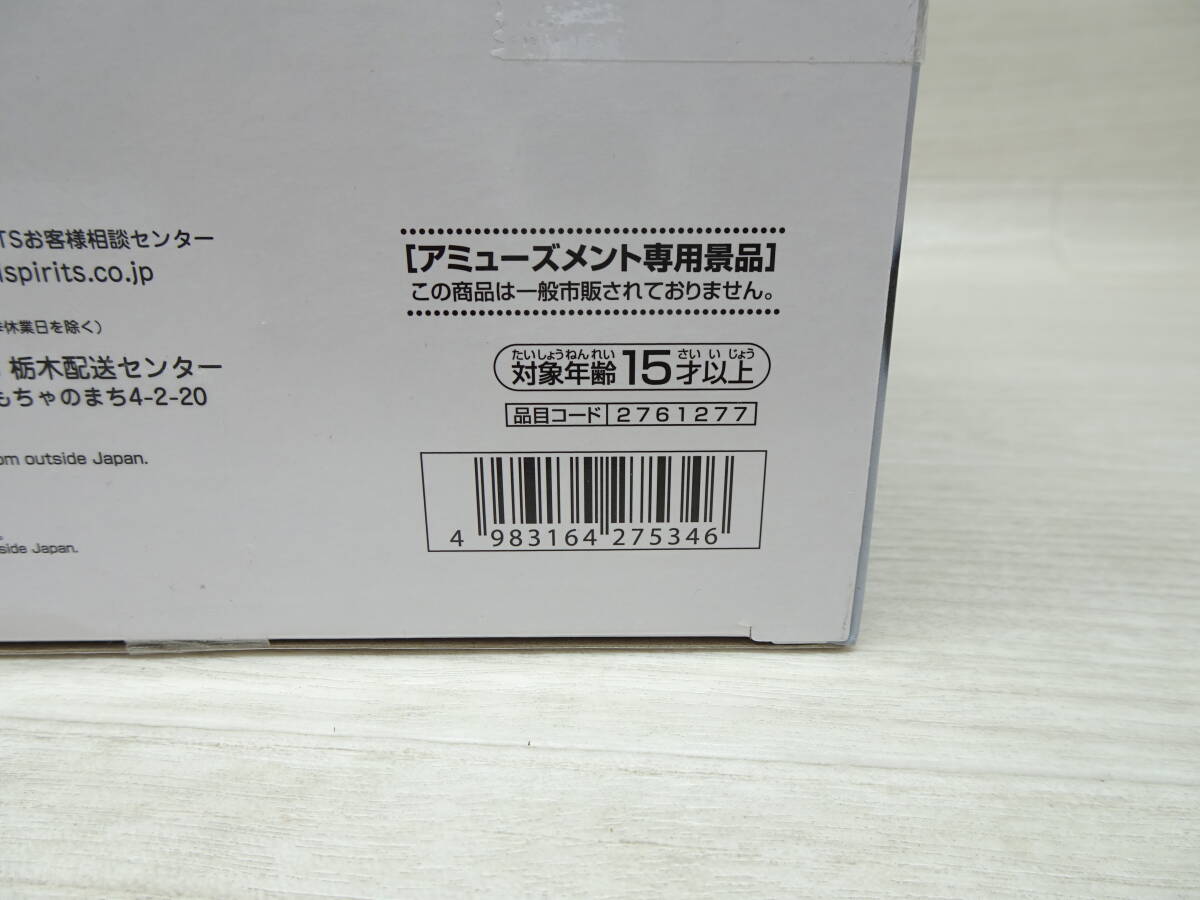 TSお客様相談センター
lspirits.co.jp
休業日を除く)
栃木配送センター
ちゃのまち4-2-20
om outside Japan.
side Japan.
[アミューズメント専用景品]
この商品は一般市販されておりません。
たいしょうねんれい さい いじょう
対象年齢15才以上
品目コード 2761277
4 983164 275346